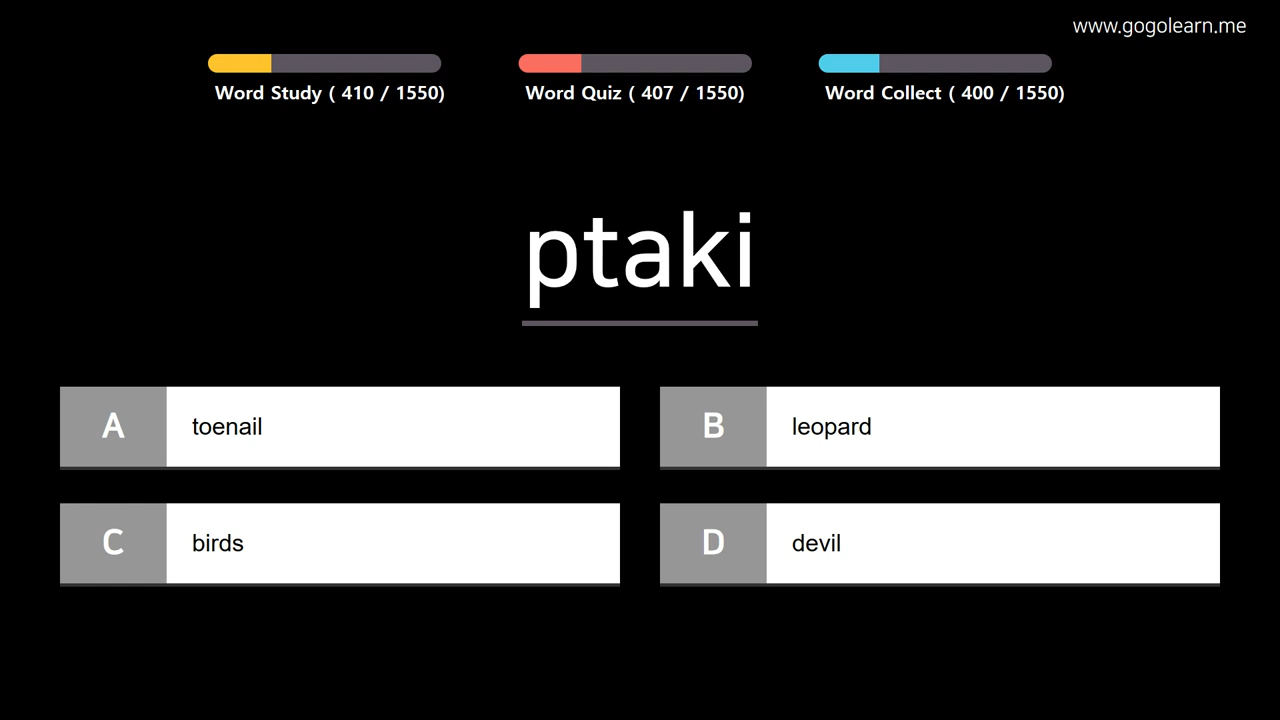 www.gogolearn.me
Word Study ( 410 / 1550)
Word Quiz ( 407 / 1550)
Word Collect ( 400 / 1550)
ptaki
A toenail
B leopard
C birds
D devil